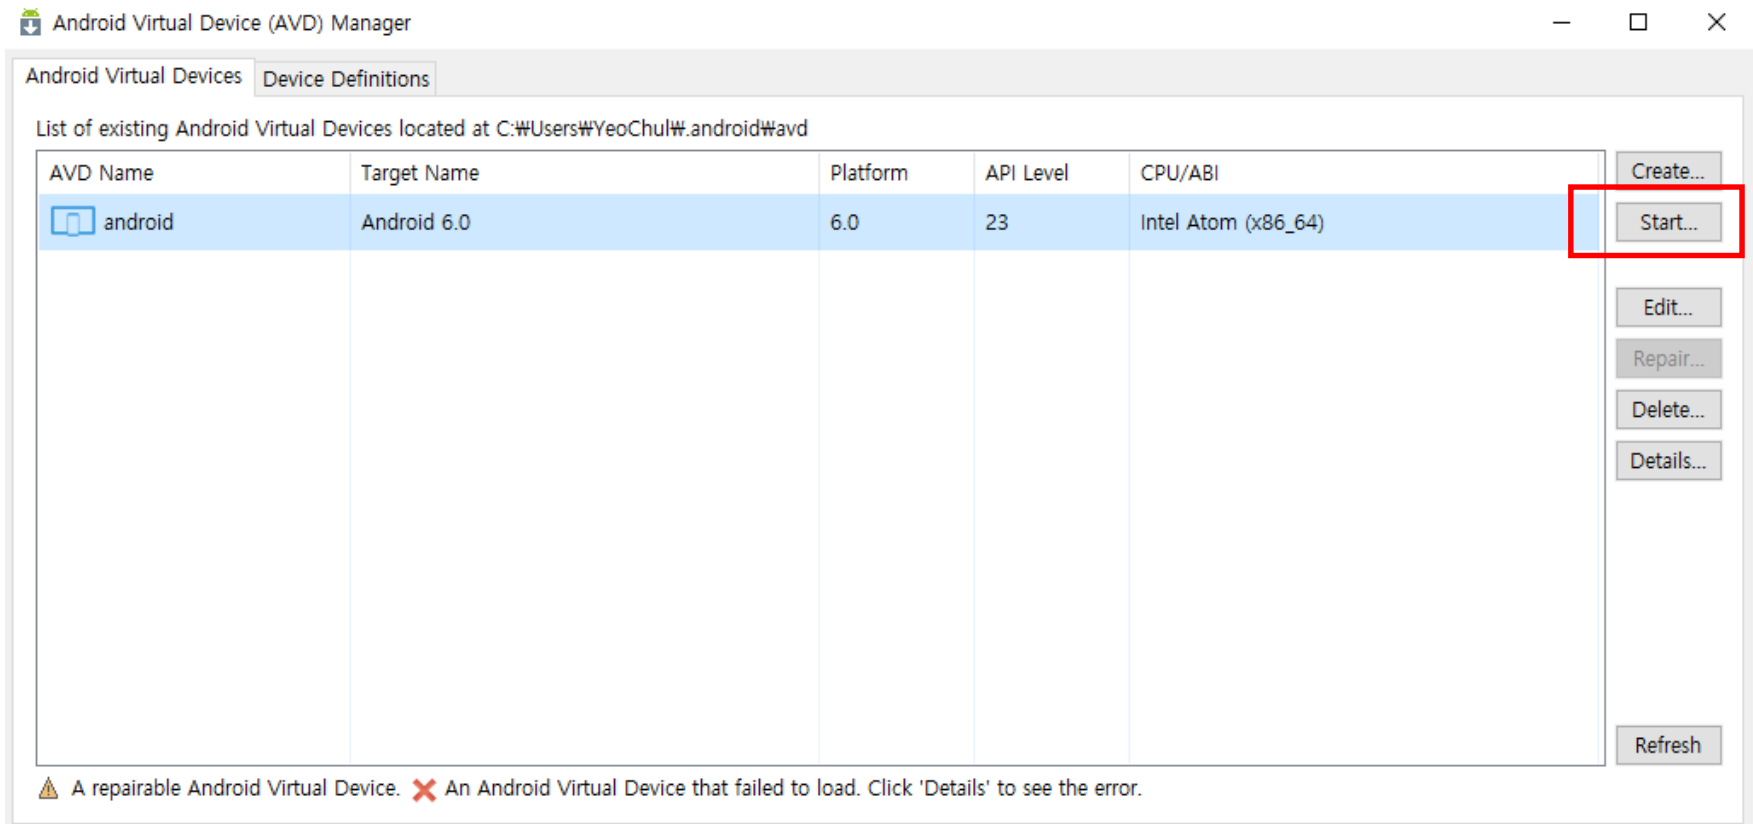 Android Virtual Device (AVD) Manager
Android Virtual Devices
Device Definitions
List of existing Android Virtual Devices located at C:₩Users₩YeoChul₩.android₩avd
AVD Name Target Name Platform API Level CPU/ABI
android Android 6.0 6.0 23 Intel Atom (x86_64)
Create...
Start...
Edit...
Repair...
Delete...
Details...
Refresh
A repairable Android Virtual Device. An Android Virtual Device that failed to load. Click 'Details' to see the error.